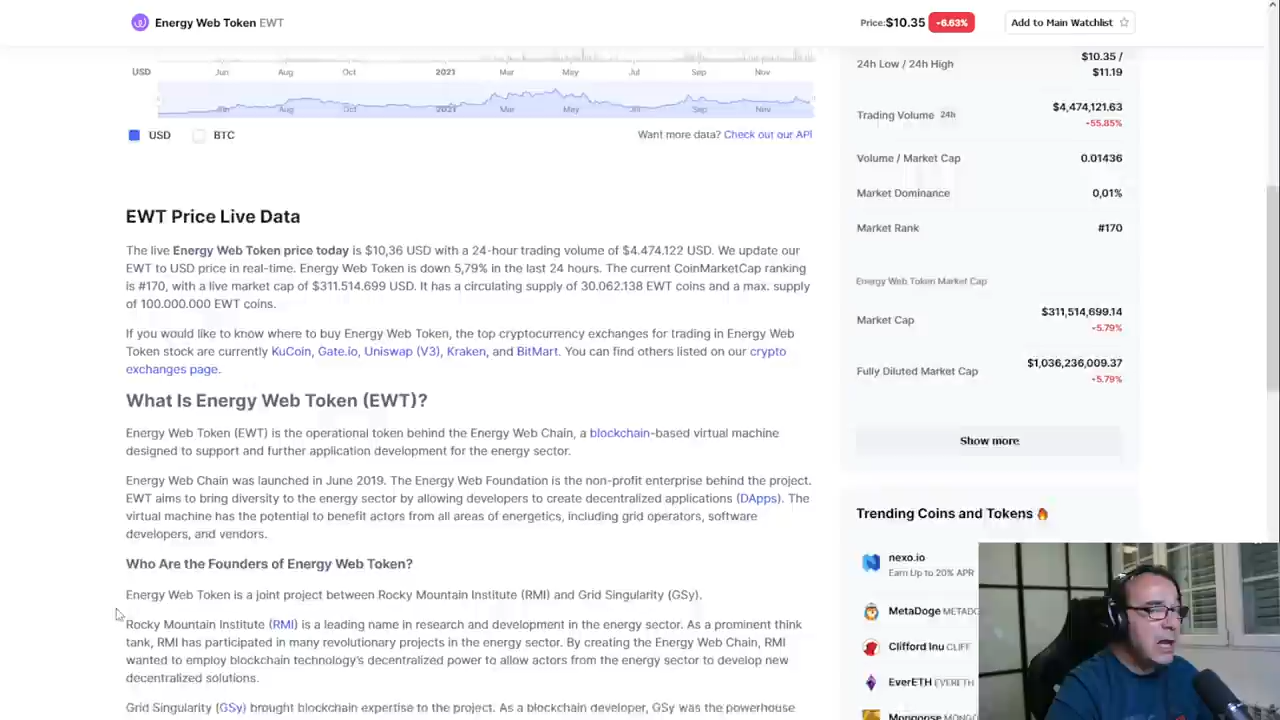 Energy Web Token EWT
Price: $10.35 -6.63%
Add to Main Watchlist
USD
Jun Aug Oct 2021 Mar May Jul Sep Nov
Jun Aug Oct 2021 Mar May Jul Sep Nov
USD BTC
Want more data? Check out our API
EWT Price Live Data
The live Energy Web Token price today is $10,36 USD with a 24-hour trading volume of $4.474.122 USD. We update our
EWT to USD price in real-time. Energy Web Token is down 5,79% in the last 24 hours. The current CoinMarketCap ranking
is #170, with a live market cap of $311.514.699 USD. It has a circulating supply of 30.062.138 EWT coins and a max. supply
of 100.000.000 EWT coins.
If you would like to know where to buy Energy Web Token, the top cryptocurrency exchanges for trading in Energy Web
Token stock are currently KuCoin, Gate.io, Uniswap (V3), Kraken, and BitMart. You can find others listed on our crypto
exchanges page.
What Is Energy Web Token (EWT)?
Energy Web Token (EWT) is the operational token behind the Energy Web Chain, a blockchain-based virtual machine
designed to support and further application development for the energy sector.
Energy Web Chain was launched in June 2019. The Energy Web Foundation is the non-profit enterprise behind the project.
EWT aims to bring diversity to the energy sector by allowing developers to create decentralized applications (DApps). The
virtual machine has the potential to benefit actors from all areas of energetics, including grid operators, software
developers, and vendors.
Who Are the Founders of Energy Web Token?
Energy Web Token is a joint project between Rocky Mountain Institute (RMI) and Grid Singularity (GSy).
Rocky Mountain Institute (RMI) is a leading name in research and development in the energy sector. As a prominent think
tank, RMI has participated in many revolutionary projects in the energy sector. By creating the Energy Web Chain, RMI
wanted to employ blockchain technology's decentralized power to allow actors from the energy sector to develop new
decentralized solutions.
Grid Singularity (GSy) brought blockchain expertise to the project. As a blockchain developer, GSy was the powerhouse
24h Low / 24h High
$10.35 /
$11.19
Trading Volume 24h
$4,474,121.63
-55.85%
Volume / Market Cap
0.01436
Market Dominance
0,01%
Market Rank
#170
Energy Web Token Market Cap
Market Cap
$311,514,699.14
-5.79%
Fully Diluted Market Cap
$1,036,236,009.37
-5.79%
Show more
Trending Coins and Tokens 🔥
nexo.io
Earn Up to 20% APR
MetaDoge
Clifford Inu CLIFF
EverETH EVERETH
Mongoose